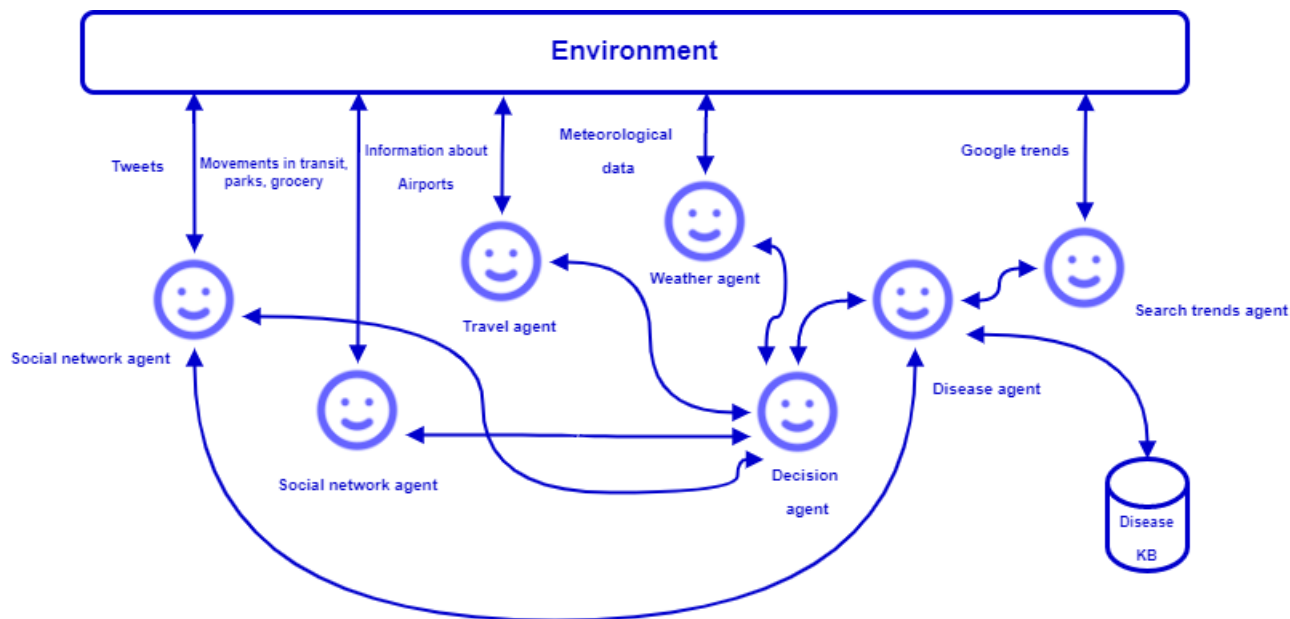 Environment
Tweets
Movements in transit,
parks, grocery
Information about
Airports
Meteorological
data
Google trends
Social network agent
Social network agent
Travel agent
Weather agent
Decision
agent
Disease agent
Search trends agent
Disease
KB